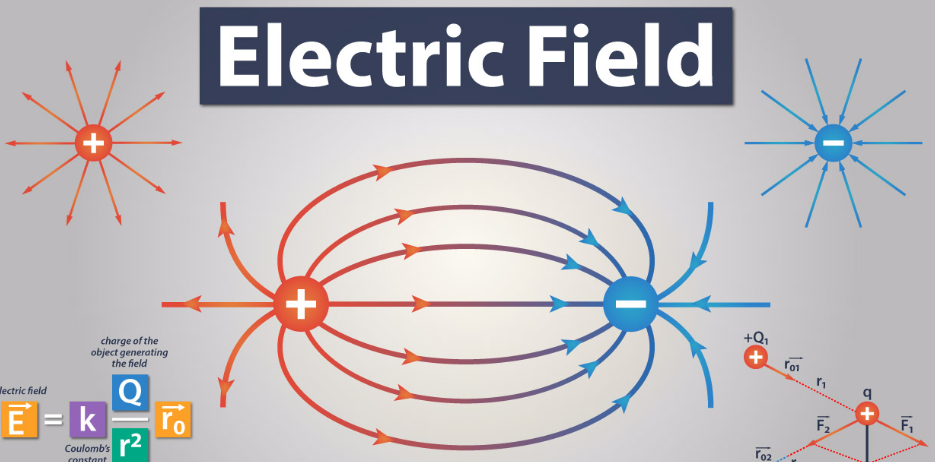 Electric Field
+
−
+
−
charge of the
object generating
the field
lectric field
E = k Q r0
r²
Coulomb's
constant
+Q1
+
r01
r1
q
+
F2
F1
r02